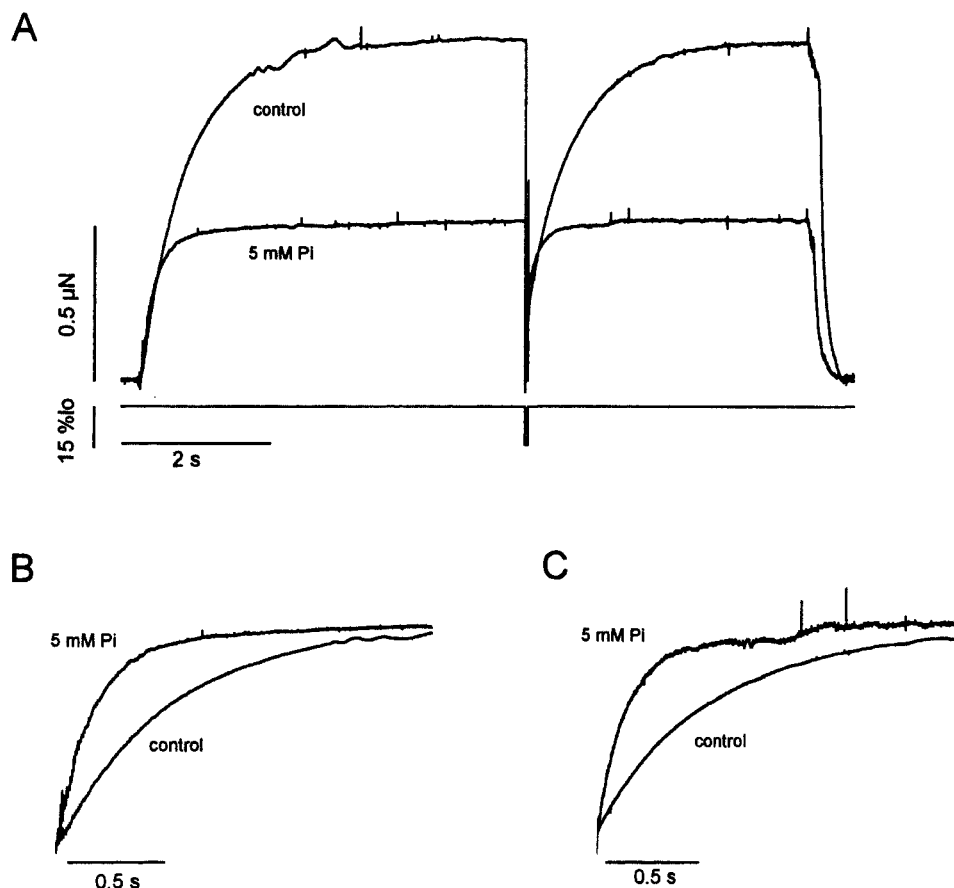 A
control
5 mM Pi
0.5 µN
15 %lo
2 s
B
5 mM Pi
control
0.5 s
C
5 mM Pi
control
0.5 s